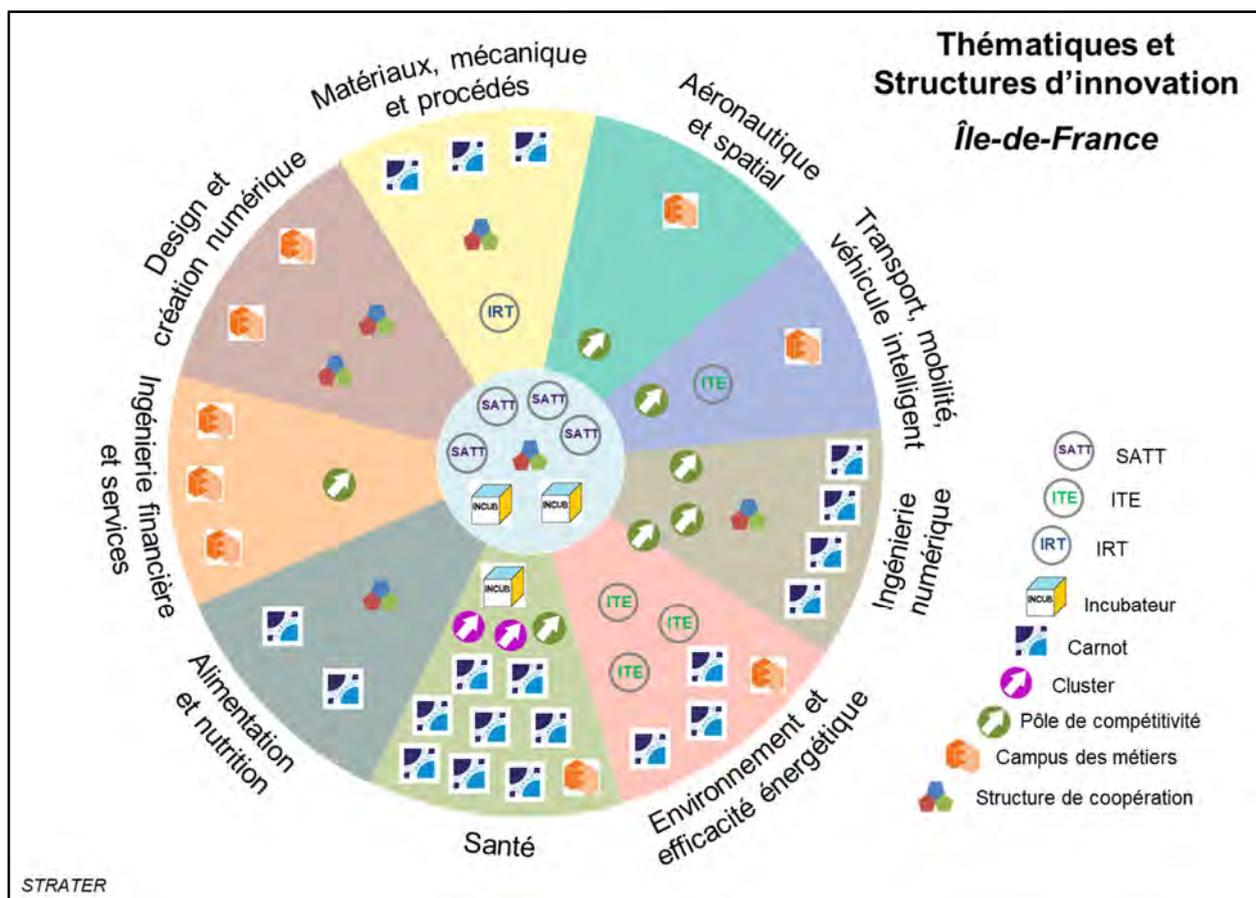 Thématiques et
Structures d'innovation
Île-de-France
Matériaux, mécanique
et procédés
Aéronautique
et spatial
Transport, mobilité,
véhicule intelligent
Ingénierie
numérique
Environnement et
efficacité énergétique
Santé
Alimentation
et nutrition
Ingénierie financière
et services
Design et
création numérique
IRT
ITE
SATT
SATT
SATT
SATT
INCUB
INCUB
INCUB
ITE
ITE
ITE
SATT SATT
ITE ITE
IRT IRT
INCUB Incubateur
Carnot
Cluster
Pôle de compétitivité
Campus des métiers
Structure de coopération
STRATER